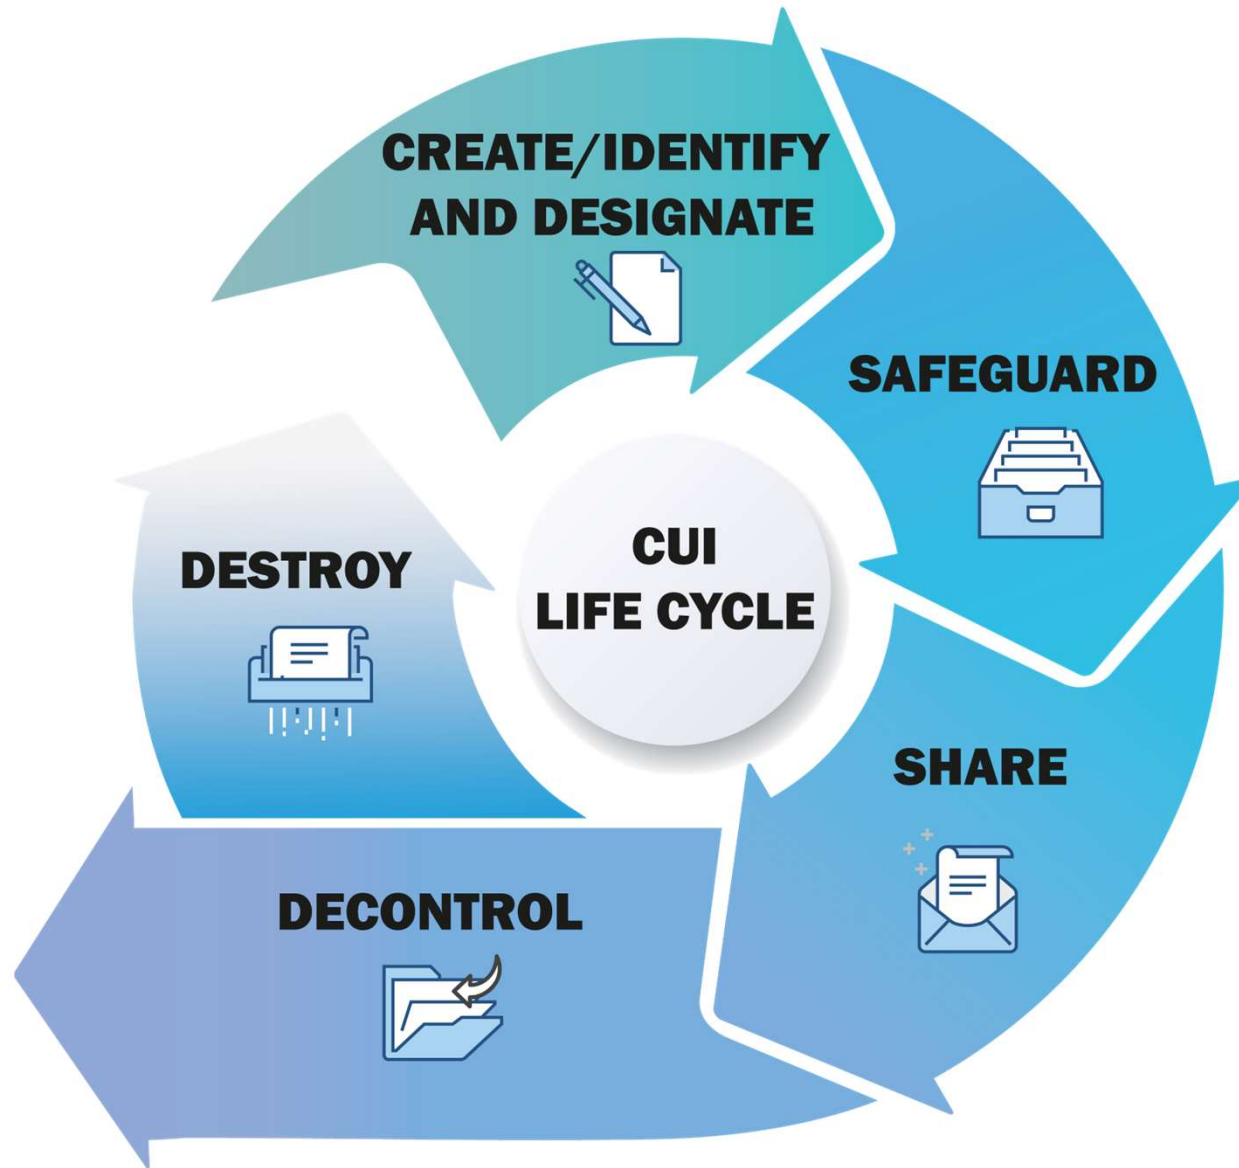 CREATE/IDENTIFY
AND DESIGNATE
SAFEGUARD
SHARE
DECONTROL
DESTROY
CUI
LIFE CYCLE